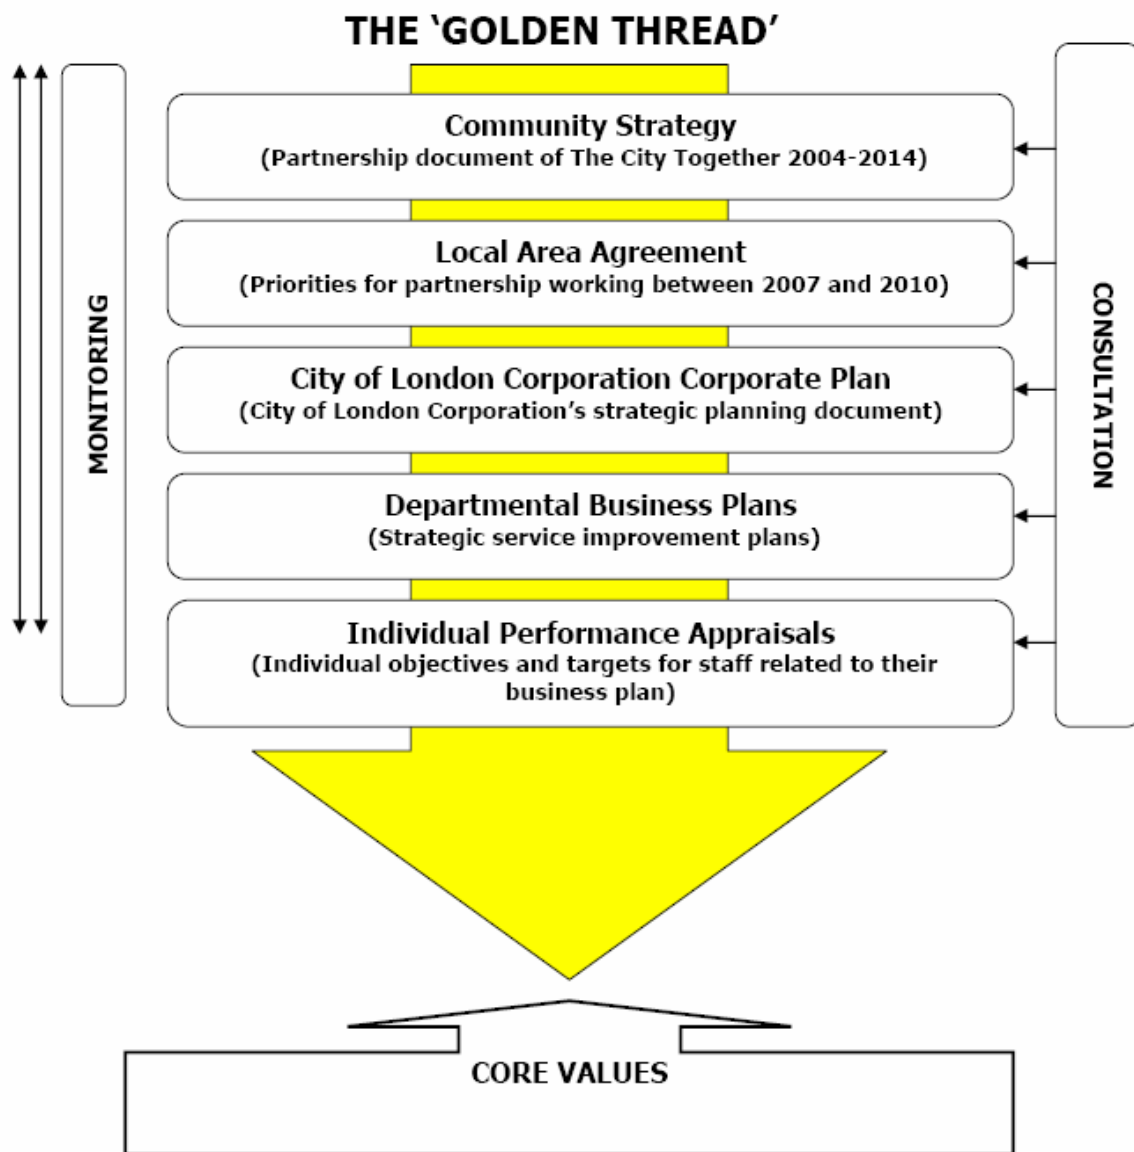 THE ‘GOLDEN THREAD’
Community Strategy
(Partnership document of The City Together 2004-2014)
Local Area Agreement
(Priorities for partnership working between 2007 and 2010)
City of London Corporation Corporate Plan
(City of London Corporation’s strategic planning document)
Departmental Business Plans
(Strategic service improvement plans)
Individual Performance Appraisals
(Individual objectives and targets for staff related to their
business plan)
MONITORING
CONSULTATION
CORE VALUES